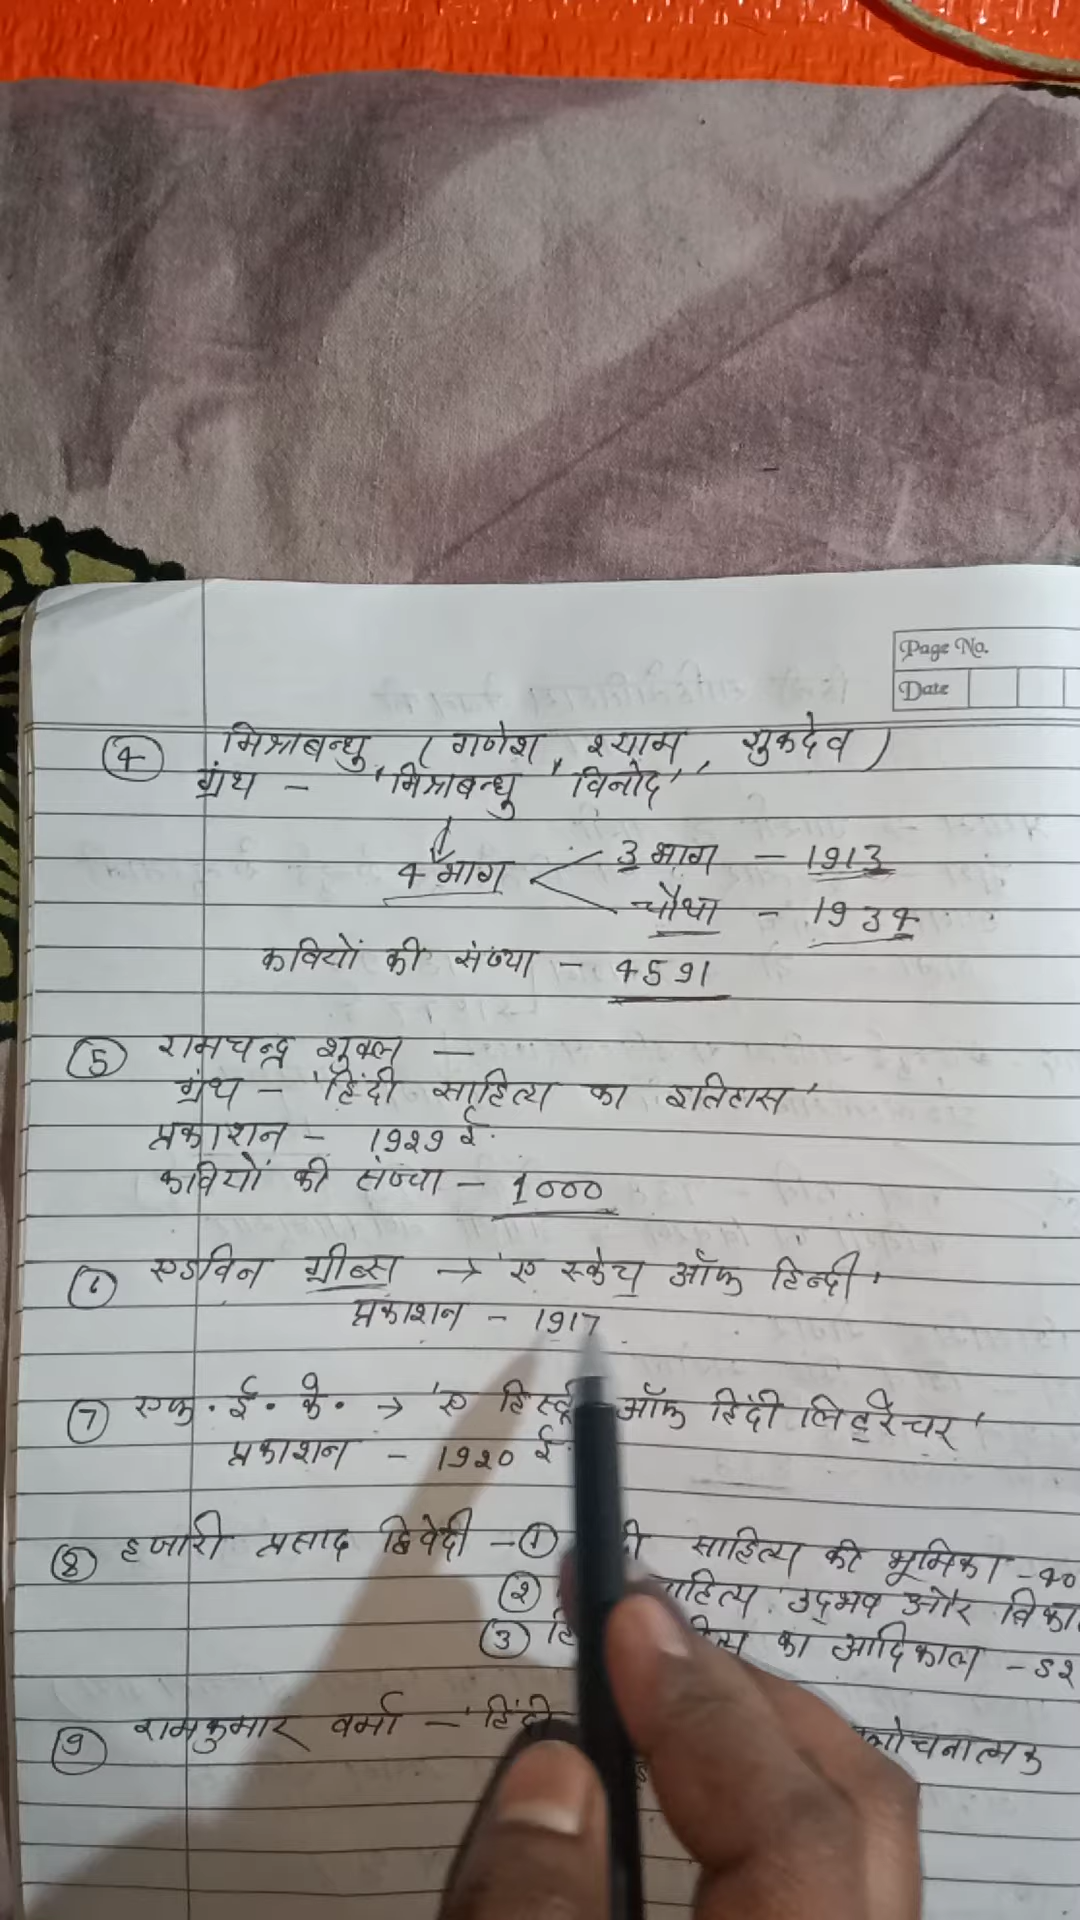 Page No.
Date
④ मिश्रबन्धु (गणेश, श्याम, शुकदेव)
ग्रंथ - 'मिश्रबन्धु विनोद'
4 भाग < 3 भाग - 1913
चौथा - 1934
कवियों की संख्या - 4591
⑤ रामचन्द्र शुक्ल -
ग्रंथ - 'हिंदी साहित्य का इतिहास'
प्रकाशन - 1929 ई.
कवियों की संख्या - 1000
⑥ एडविन ग्रीब्स → 'ए स्केच ऑफ हिन्दी'
प्रकाशन - 1917
⑦ एफ. ई. के. → 'ए हिस्ट्री ऑफ हिंदी लिट्रेचर'
प्रकाशन - 1920 ई.
⑧ हजारी प्रसाद द्विवेदी - ① साहित्य की भूमिका - 40
② साहित्य : उद्भव और विका
③ का आदिकाल - 52
⑨ रामकुमार वर्मा - 'हिंदी